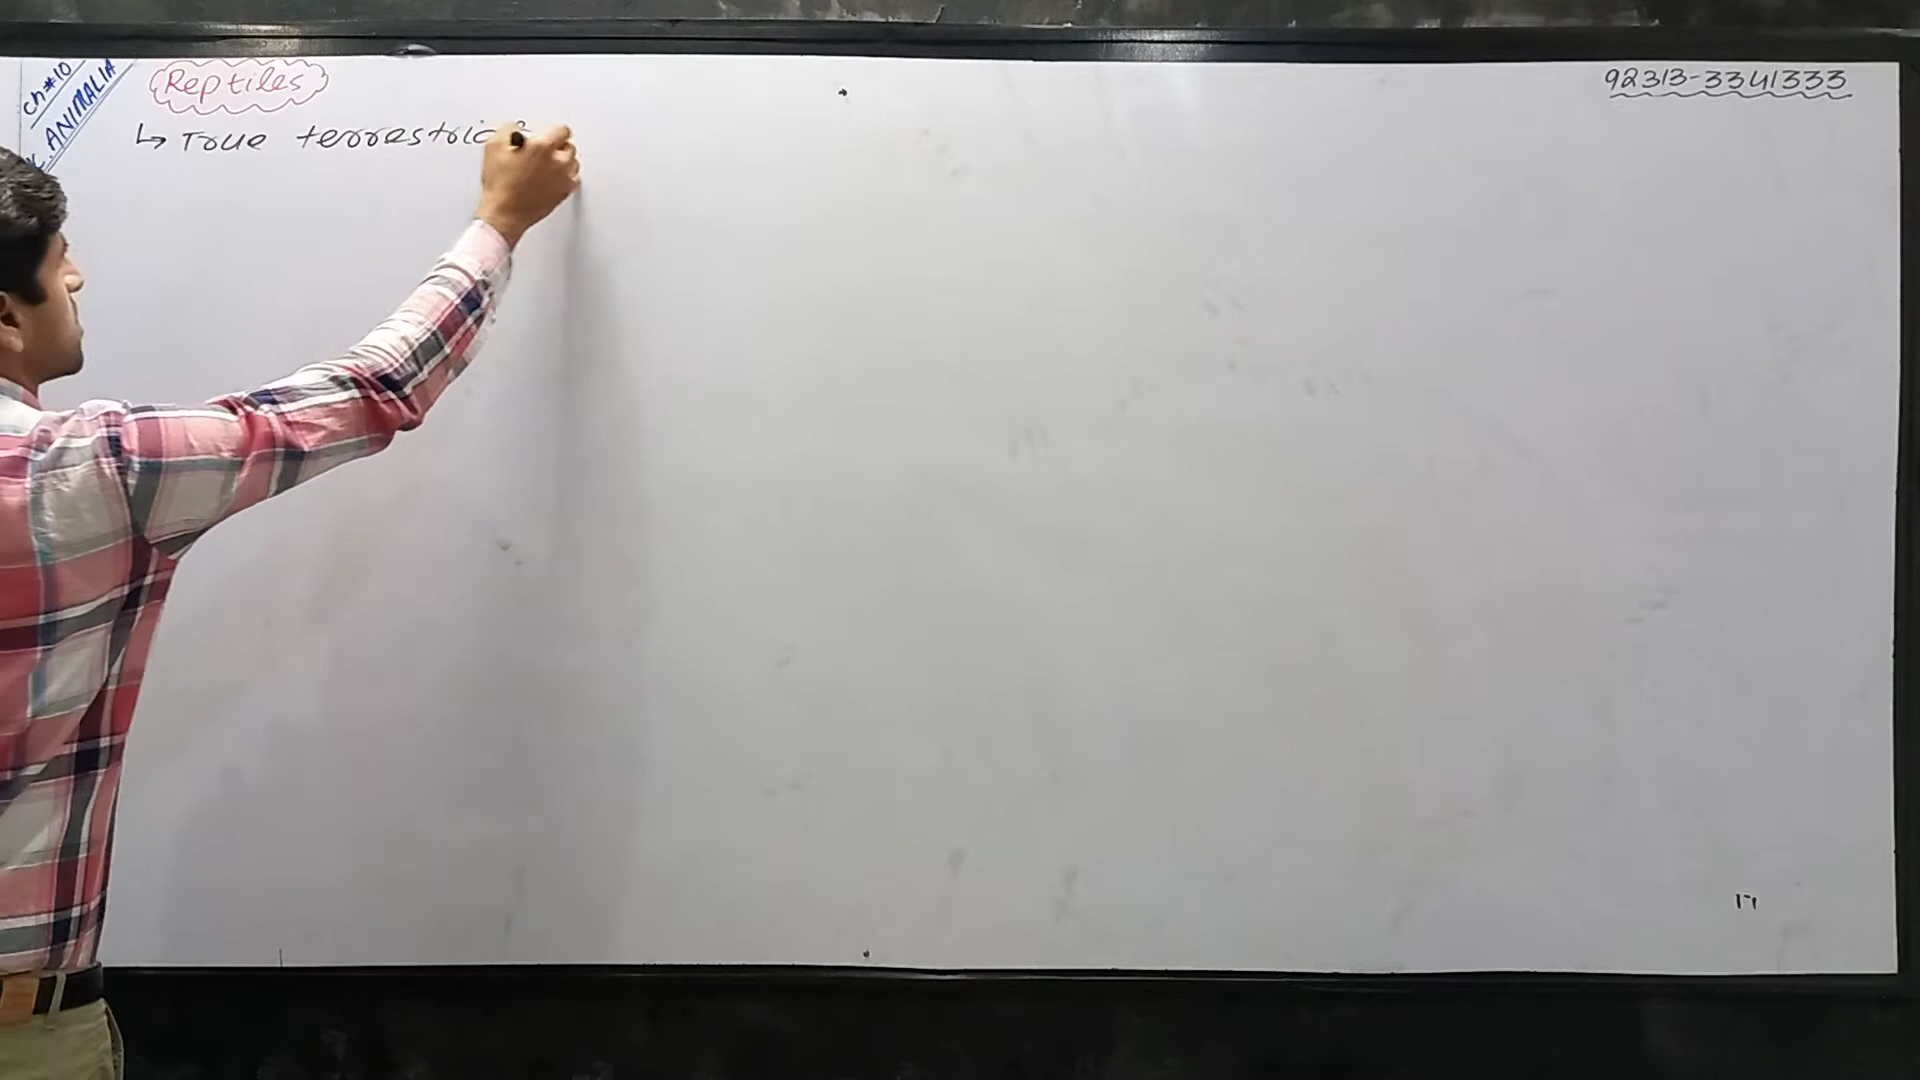 Ch#10
K.ANIMALIA
Reptiles
↳ True terrestrial
92313-3341333